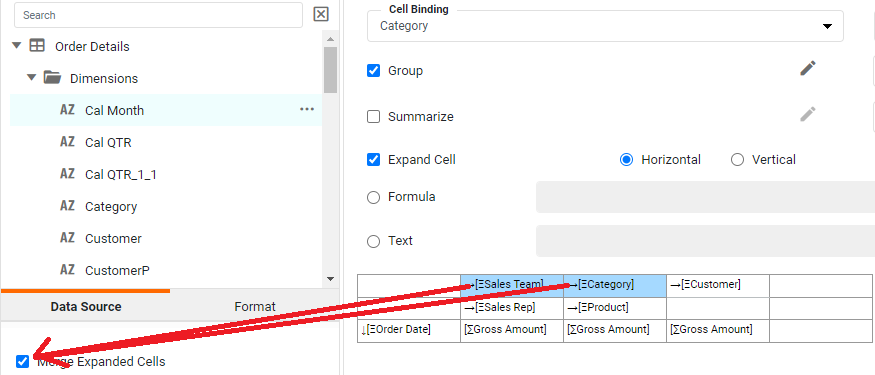 Search
Order Details
Dimensions
AZ Cal Month ...
AZ Cal QTR
AZ Cal QTR_1_1
AZ Category
AZ Customer
AZ CustomerP
Data Source Format
Merge Expanded Cells
Cell Binding
Category
Group
Summarize
Expand Cell Horizontal Vertical
Formula
Text
→[ΞSales Team] →[ΞCategory] →[ΞCustomer]
→[ΞSales Rep] →[ΞProduct]
↓[ΞOrder Date] [ΣGross Amount] [ΣGross Amount] [ΣGross Amount]